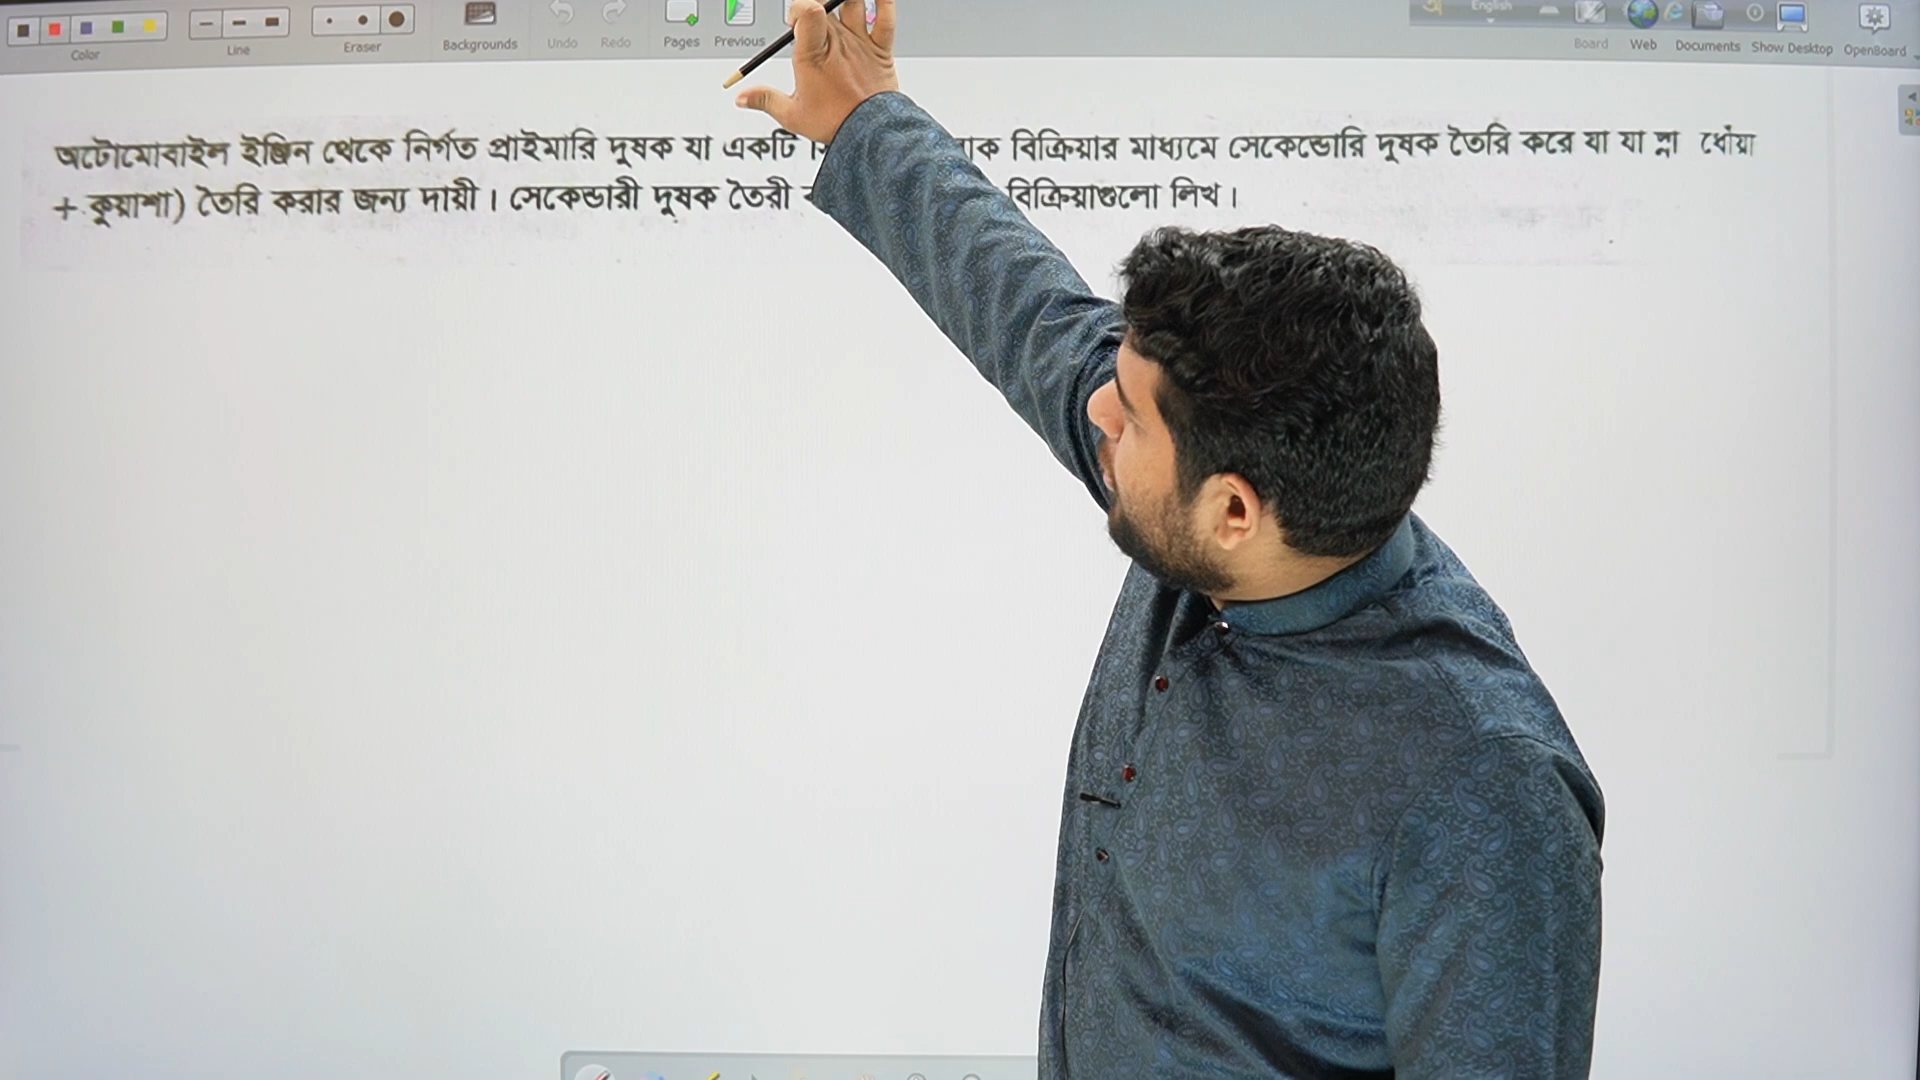 Color
Line
Eraser
Backgrounds
Undo
Redo
Pages
Previous
English
Board
Web
Documents
Show Desktop
OpenBoard
অটোমোবাইল ইঞ্জিন থেকে নির্গত প্রাইমারি দূষক যা একটি বিক্রিয়ার মাধ্যমে সেকেন্ডোরি দূষক তৈরি করে যা যা ধোঁয়া
+ কুয়াশা) তৈরি করার জন্য দায়ী। সেকেন্ডারী দূষক তৈরী বিক্রিয়াগুলো লিখ।